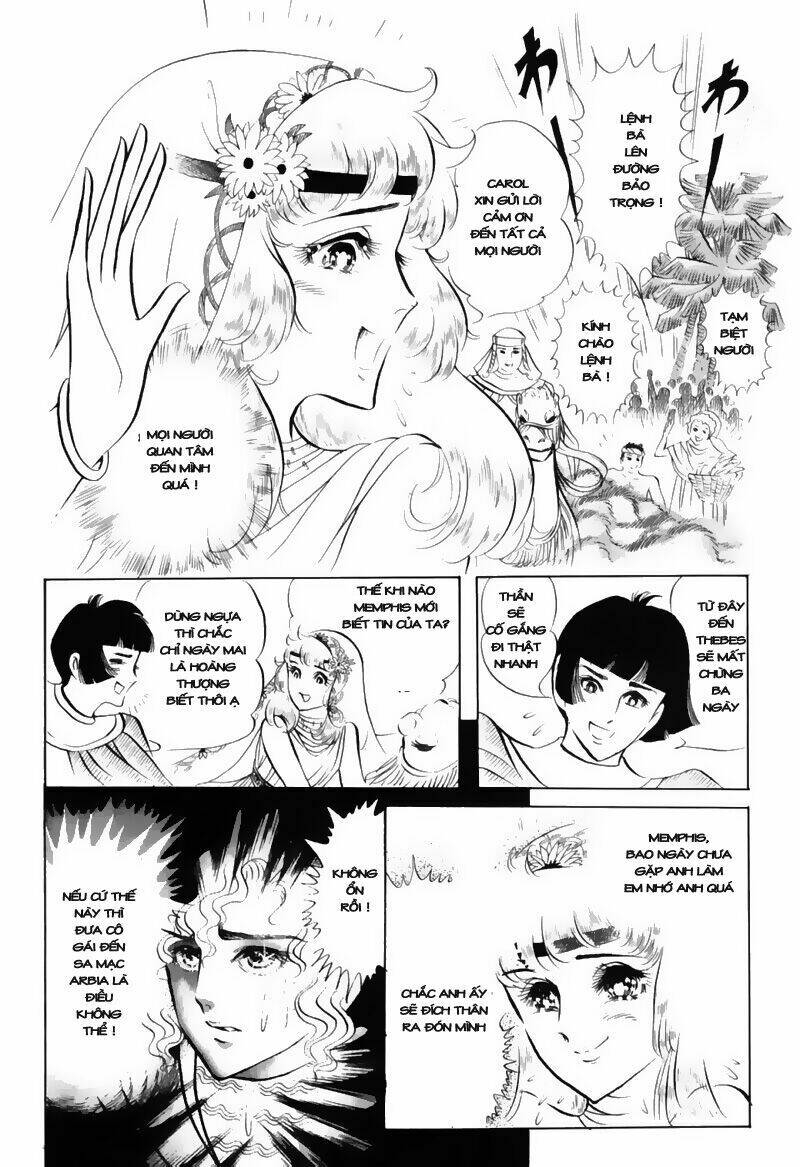 わー
わー
LỆNH
BÀ
LÊN
ĐƯỜNG
BẢO
TRỌNG !
CAROL
XIN GỬI LỜI
CẢM ƠN
ĐẾN TẤT CẢ
MỌI NGƯỜI
TẠM
BIỆT
NGƯỜI
KÍNH
CHÀO
LỆNH
BÀ !
MỌI NGƯỜI
QUAN TÂM
ĐẾN MÌNH
QUÁ !
TỪ ĐÂY
ĐẾN
THEBES
SẼ MẤT
CHỪNG
BA
NGÀY
THẦN
SẼ
CỐ GẮNG
ĐI THẬT
NHANH
THẾ KHI NÀO
MEMPHIS MỚI
BIẾT TIN CỦA TA?
DÙNG NGỰA
THÌ CHẮC
CHỈ NGÀY MAI
LÀ HOÀNG
THƯỢNG
BIẾT THÔI Ạ
MEMPHIS,
BAO NGÀY CHƯA
GẶP ANH LÀM
EM NHỚ ANH QUÁ
CHẮC ANH ẤY
SẼ ĐÍCH THÂN
RA ĐÓN MÌNH
KHÔNG
ỔN
RỒI !
NẾU CỨ THẾ
NÀY THÌ
ĐƯA CÔ
GÁI ĐẾN
SA MẠC
ARBIA LÀ
ĐIỀU
KHÔNG
THỂ !